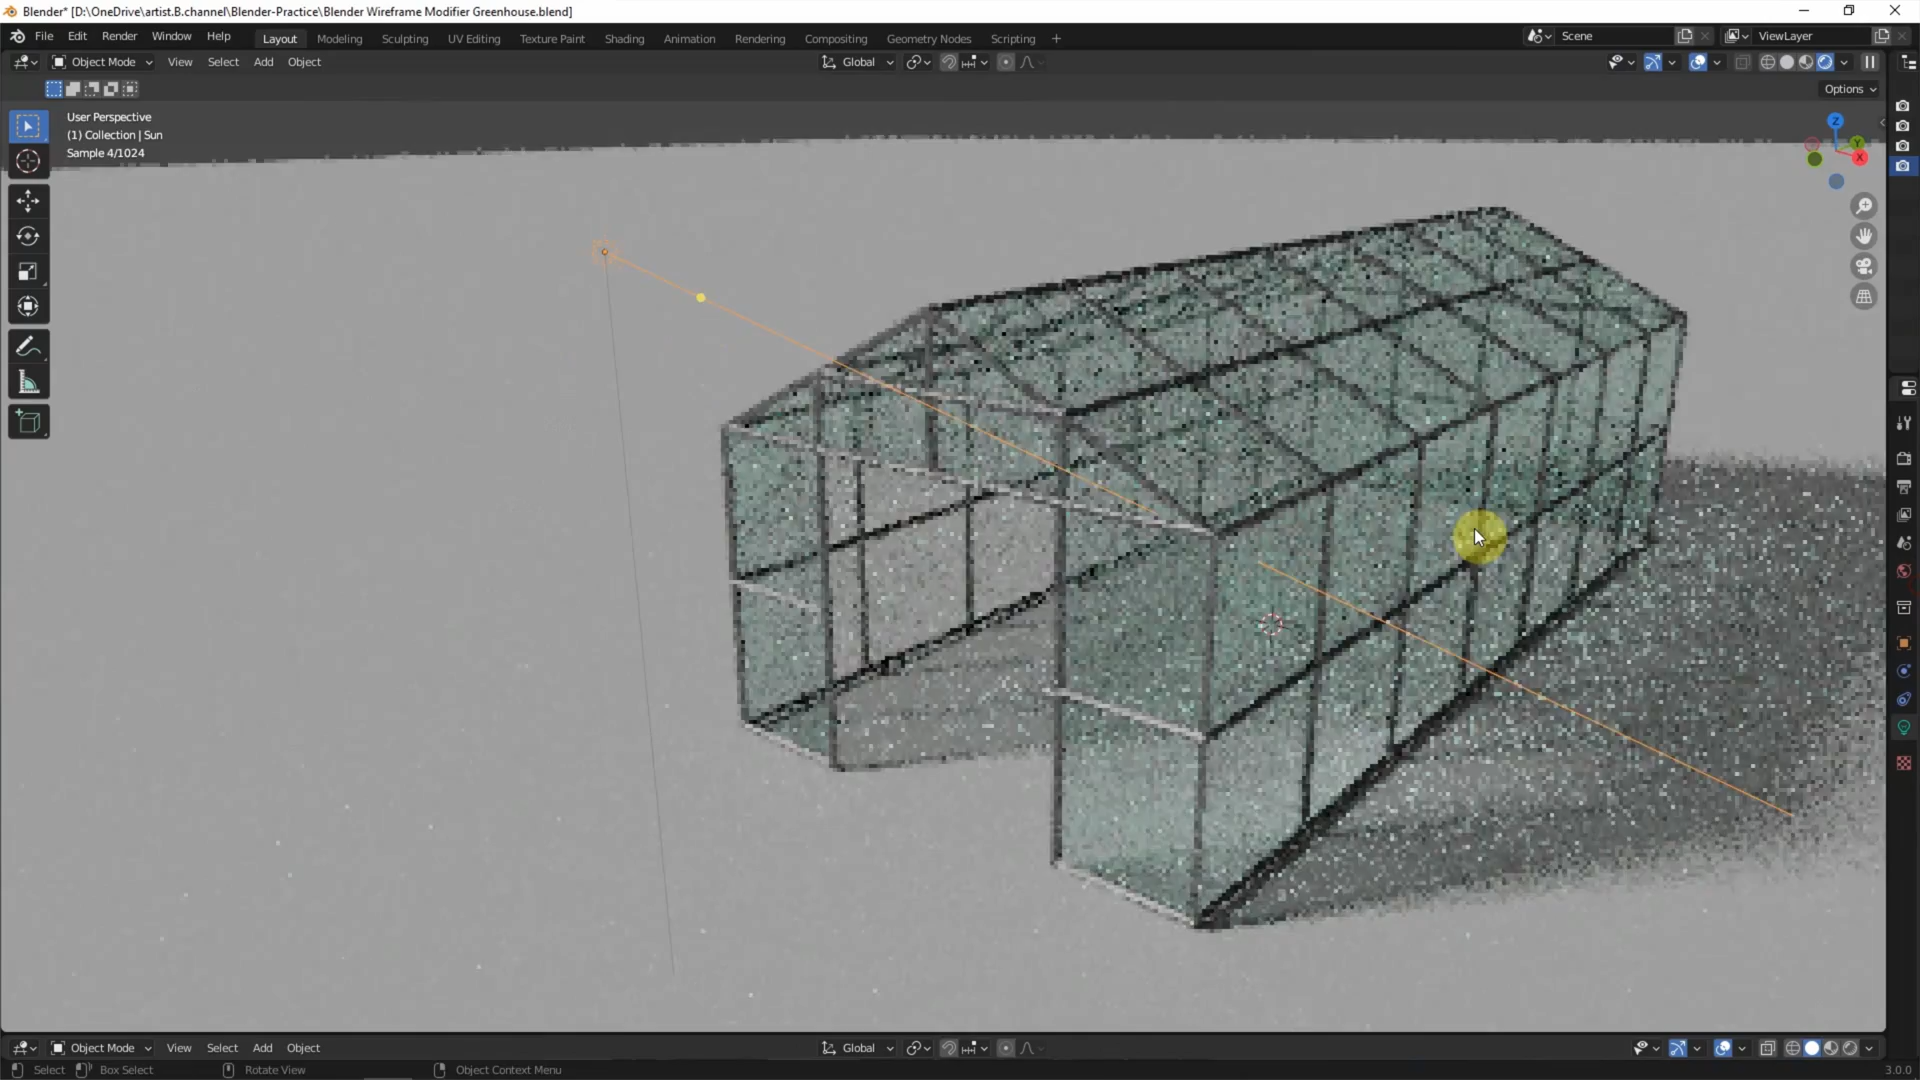 Blender* [D:\OneDrive\artist.B.channel\Blender-Practice\Blender Wireframe Modifier Greenhouse.blend]
File Edit Render Window Help Layout Modeling Sculpting UV Editing Texture Paint Shading Animation Rendering Compositing Geometry Nodes Scripting + Scene ViewLayer
Object Mode View Select Add Object Global
Options
User Perspective
(1) Collection | Sun
Sample 4/1024
Z
Y
X
Object Mode View Select Add Object Global
Select Box Select Rotate View Object Context Menu 3.0.0